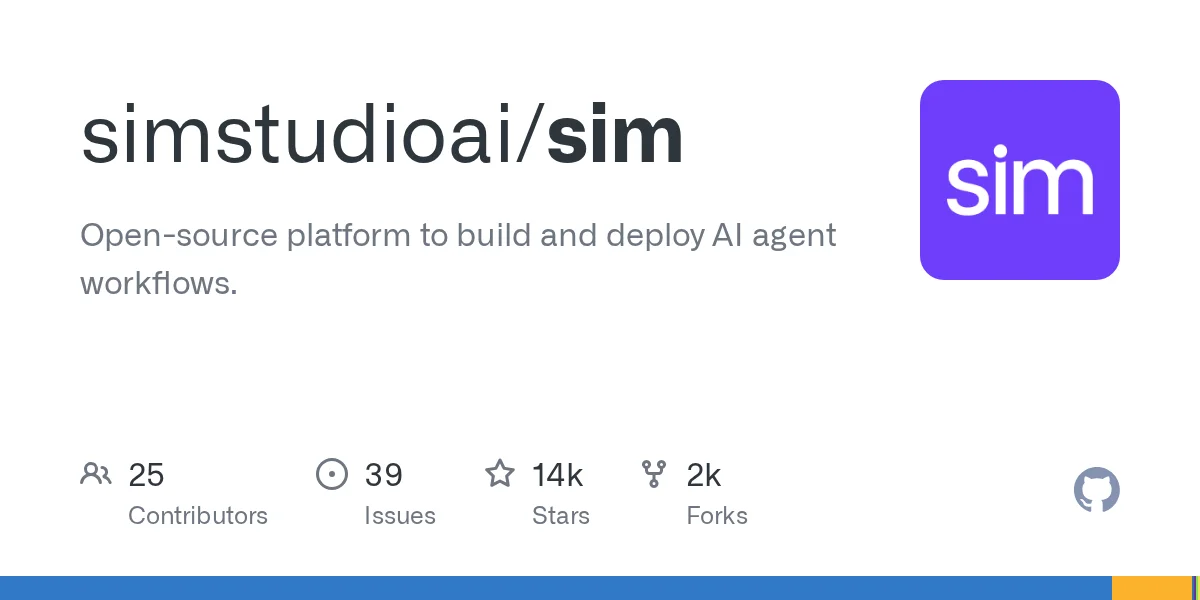 simstudioai/sim
sim
Open-source platform to build and deploy AI agent
workflows.
25
Contributors
39
Issues
14k
Stars
2k
Forks